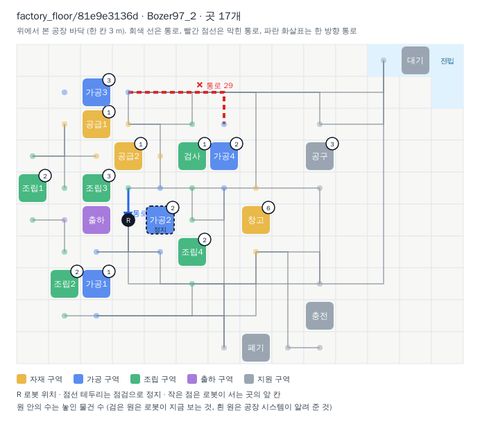 factory_floor/81e9e3136d · Bozer97_2 · 곳 17개
위에서 본 공장 바닥 (한 칸 3 m). 회색 선은 통로, 빨간 점선은 막힌 통로, 파란 화살표는 한 방향 통로
대기
전립
가공3
3
✕ 통로 29
공급1
1
공급2
1
검사
1
가공4
2
공구
3
조립1
2
조립3
3
출하
R
통로
가공2
정지
2
창고
6
조립4
2
조립2
2
가공1
1
충전
폐기
자재 구역
가공 구역
조립 구역
출하 구역
지원 구역
R 로봇 위치 · 점선 테두리는 점검으로 정지 · 작은 점은 로봇이 서는 곳의 앞 칸
원 안의 수는 놓인 물건 수 (검은 원은 로봇이 지금 보는 것, 흰 원은 공장 시스템이 알려 준 것)